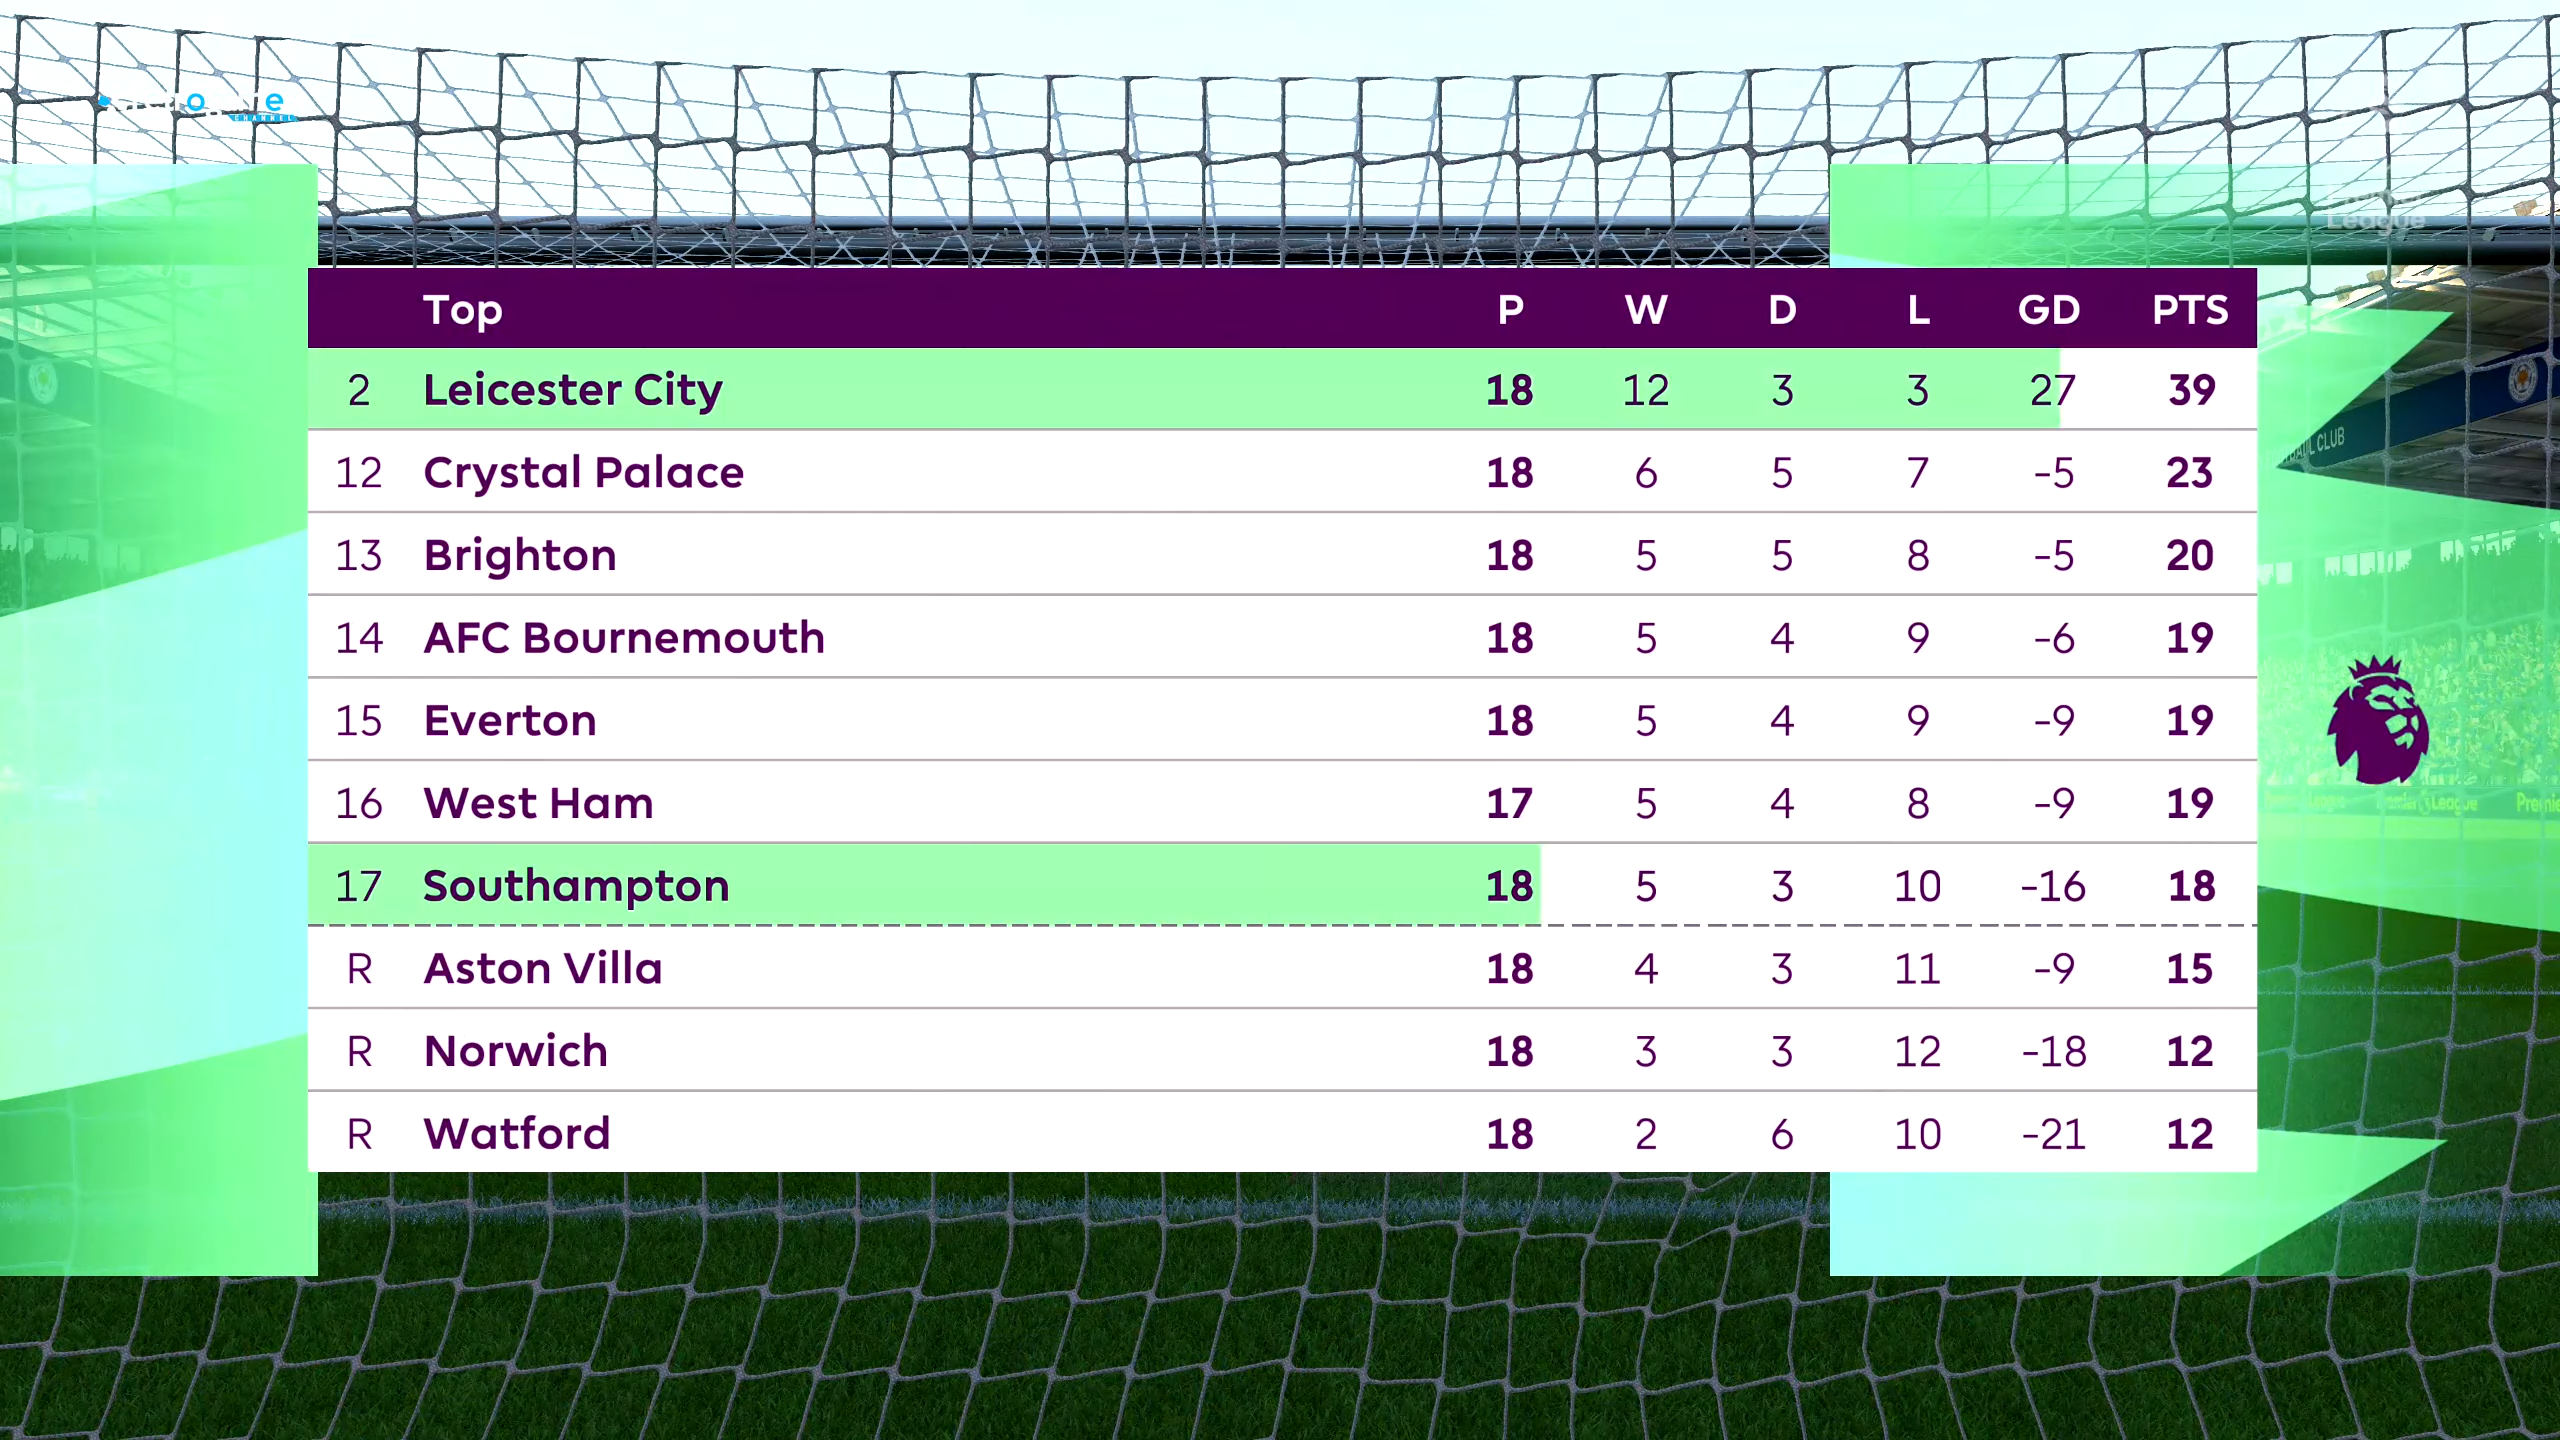 CHANNEL
League
Top P W D L GD PTS
2 Leicester City 18 12 3 3 27 39
12 Crystal Palace 18 6 5 7 -5 23
13 Brighton 18 5 5 8 -5 20
14 AFC Bournemouth 18 5 4 9 -6 19
15 Everton 18 5 4 9 -9 19
16 West Ham 17 5 4 8 -9 19
17 Southampton 18 5 3 10 -16 18
R Aston Villa 18 4 3 11 -9 15
R Norwich 18 3 3 12 -18 12
R Watford 18 2 6 10 -21 12
CLUB
League